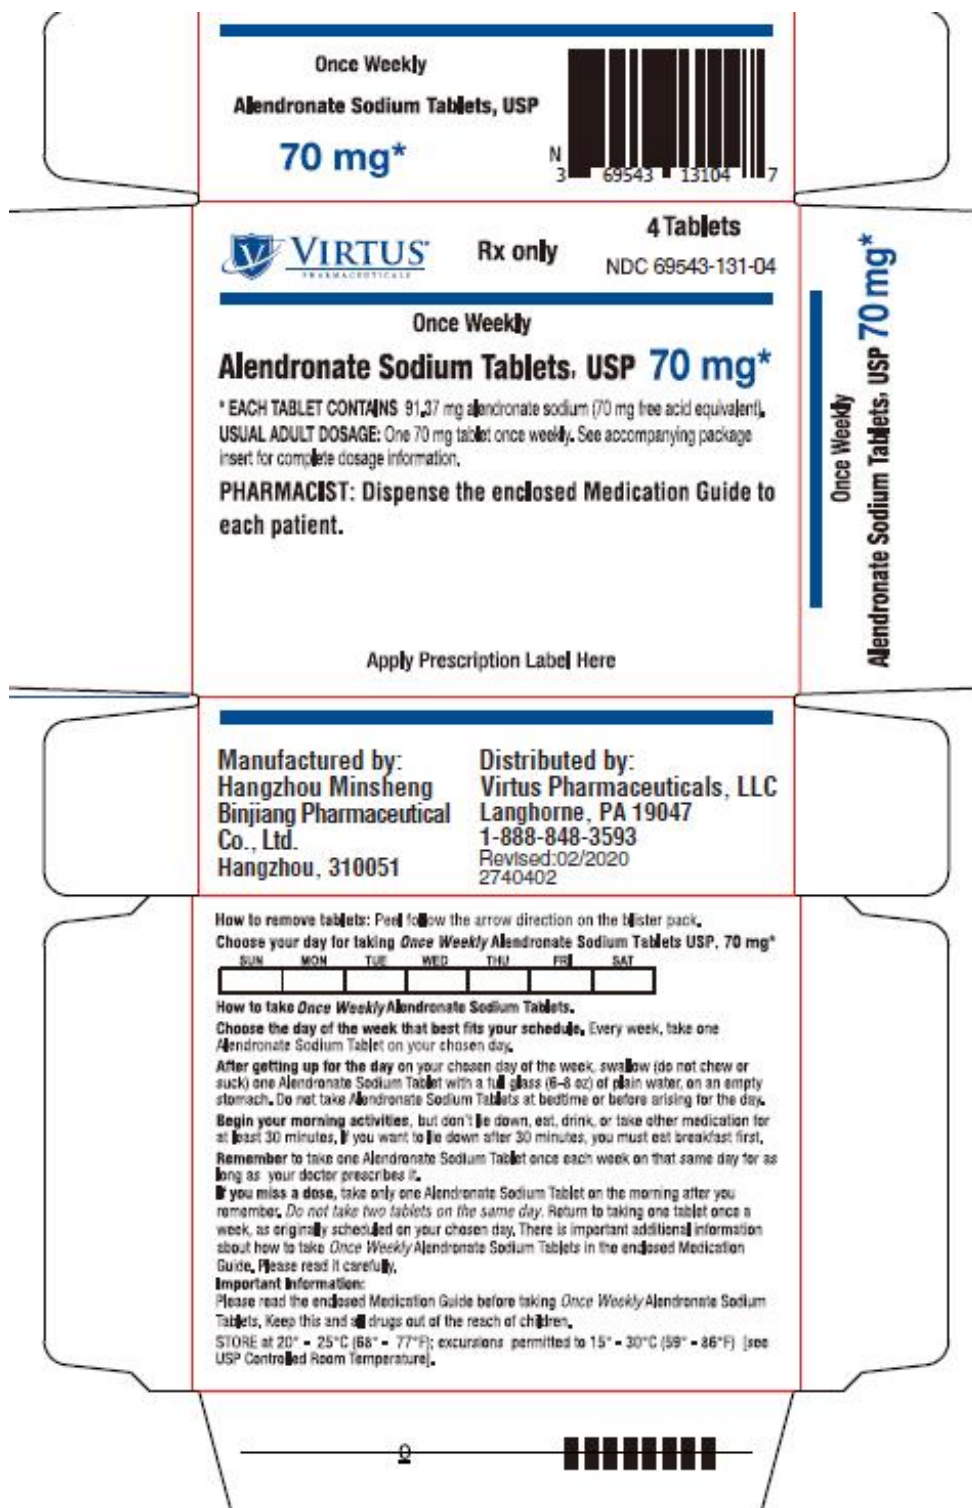 Once Weekly
Alendronate Sodium Tablets, USP
70 mg*
N
3 69543 13104 7
VIRTUS
PHARMACEUTICALS
Rx only
4 Tablets
NDC 69543-131-04
Once Weekly
Alendronate Sodium Tablets, USP 70 mg*
* EACH TABLET CONTAINS 91.37 mg alendronate sodium (70 mg free acid equivalent).
USUAL ADULT DOSAGE: One 70 mg tablet once weekly. See accompanying package
insert for complete dosage information.
PHARMACIST: Dispense the enclosed Medication Guide to
each patient.
Apply Prescription Label Here
Once Weekly
Alendronate Sodium Tablets, USP 70 mg*
Manufactured by:
Hangzhou Minsheng
Binjiang Pharmaceutical
Co., Ltd.
Hangzhou, 310051
Distributed by:
Virtus Pharmaceuticals, LLC
Langhorne, PA 19047
1-888-848-3593
Revised:02/2020
2740402
How to remove tablets: Peel follow the arrow direction on the blister pack.
Choose your day for taking Once Weekly Alendronate Sodium Tablets USP, 70 mg*
SUN MON TUE WED THU FRI SAT
How to take Once Weekly Alendronate Sodium Tablets.
Choose the day of the week that best fits your schedule. Every week, take one
Alendronate Sodium Tablet on your chosen day.
After getting up for the day on your chosen day of the week, swallow (do not chew or
suck) one Alendronate Sodium Tablet with a full glass (6-8 oz) of plain water, on an empty
stomach. Do not take Alendronate Sodium Tablets at bedtime or before arising for the day.
Begin your morning activities, but don't lie down, eat, drink, or take other medication for
at least 30 minutes. If you want to lie down after 30 minutes, you must eat breakfast first.
Remember to take one Alendronate Sodium Tablet once each week on that same day for as
long as your doctor prescribes it.
If you miss a dose, take only one Alendronate Sodium Tablet on the morning after you
remember. Do not take two tablets on the same day. Return to taking one tablet once a
week, as originally scheduled on your chosen day. There is important additional information
about how to take Once Weekly Alendronate Sodium Tablets in the enclosed Medication
Guide. Please read it carefully.
Important Information:
Please read the enclosed Medication Guide before taking Once Weekly Alendronate Sodium
Tablets. Keep this and all drugs out of the reach of children.
STORE at 20° - 25°C (68° - 77°F); excursions permitted to 15° - 30°C (59° - 86°F) [see
USP Controlled Room Temperature].